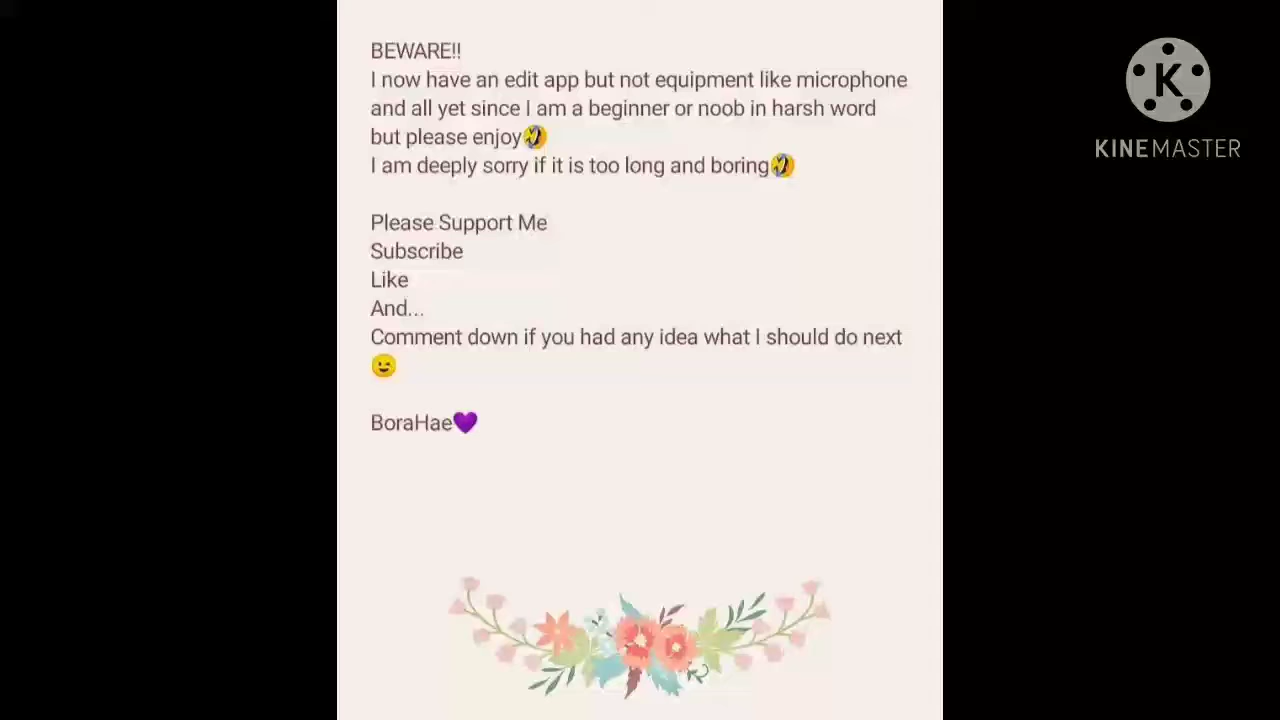 BEWARE!!
I now have an edit app but not equipment like microphone
and all yet since I am a beginner or noob in harsh word
but please enjoy🤣
I am deeply sorry if it is too long and boring🤣
Please Support Me
Subscribe
Like
And...
Comment down if you had any idea what I should do next
😉
BoraHae💜
K
KINEMASTER